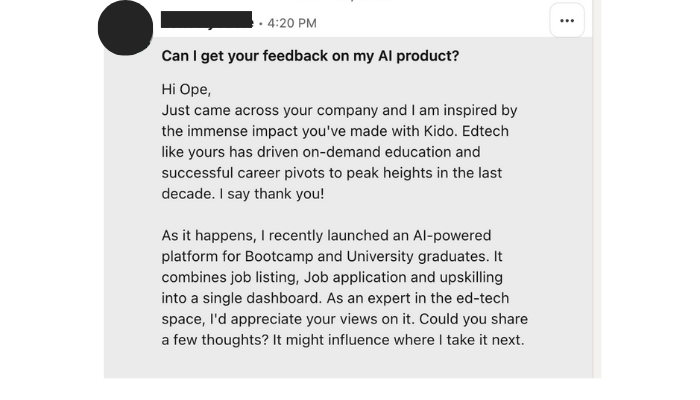 • 4:20 PM
Can I get your feedback on my AI product?
Hi Ope,
Just came across your company and I am inspired by
the immense impact you've made with Kido. Edtech
like yours has driven on-demand education and
successful career pivots to peak heights in the last
decade. I say thank you!
As it happens, I recently launched an AI-powered
platform for Bootcamp and University graduates. It
combines job listing, Job application and upskilling
into a single dashboard. As an expert in the ed-tech
space, I'd appreciate your views on it. Could you share
a few thoughts? It might influence where I take it next.